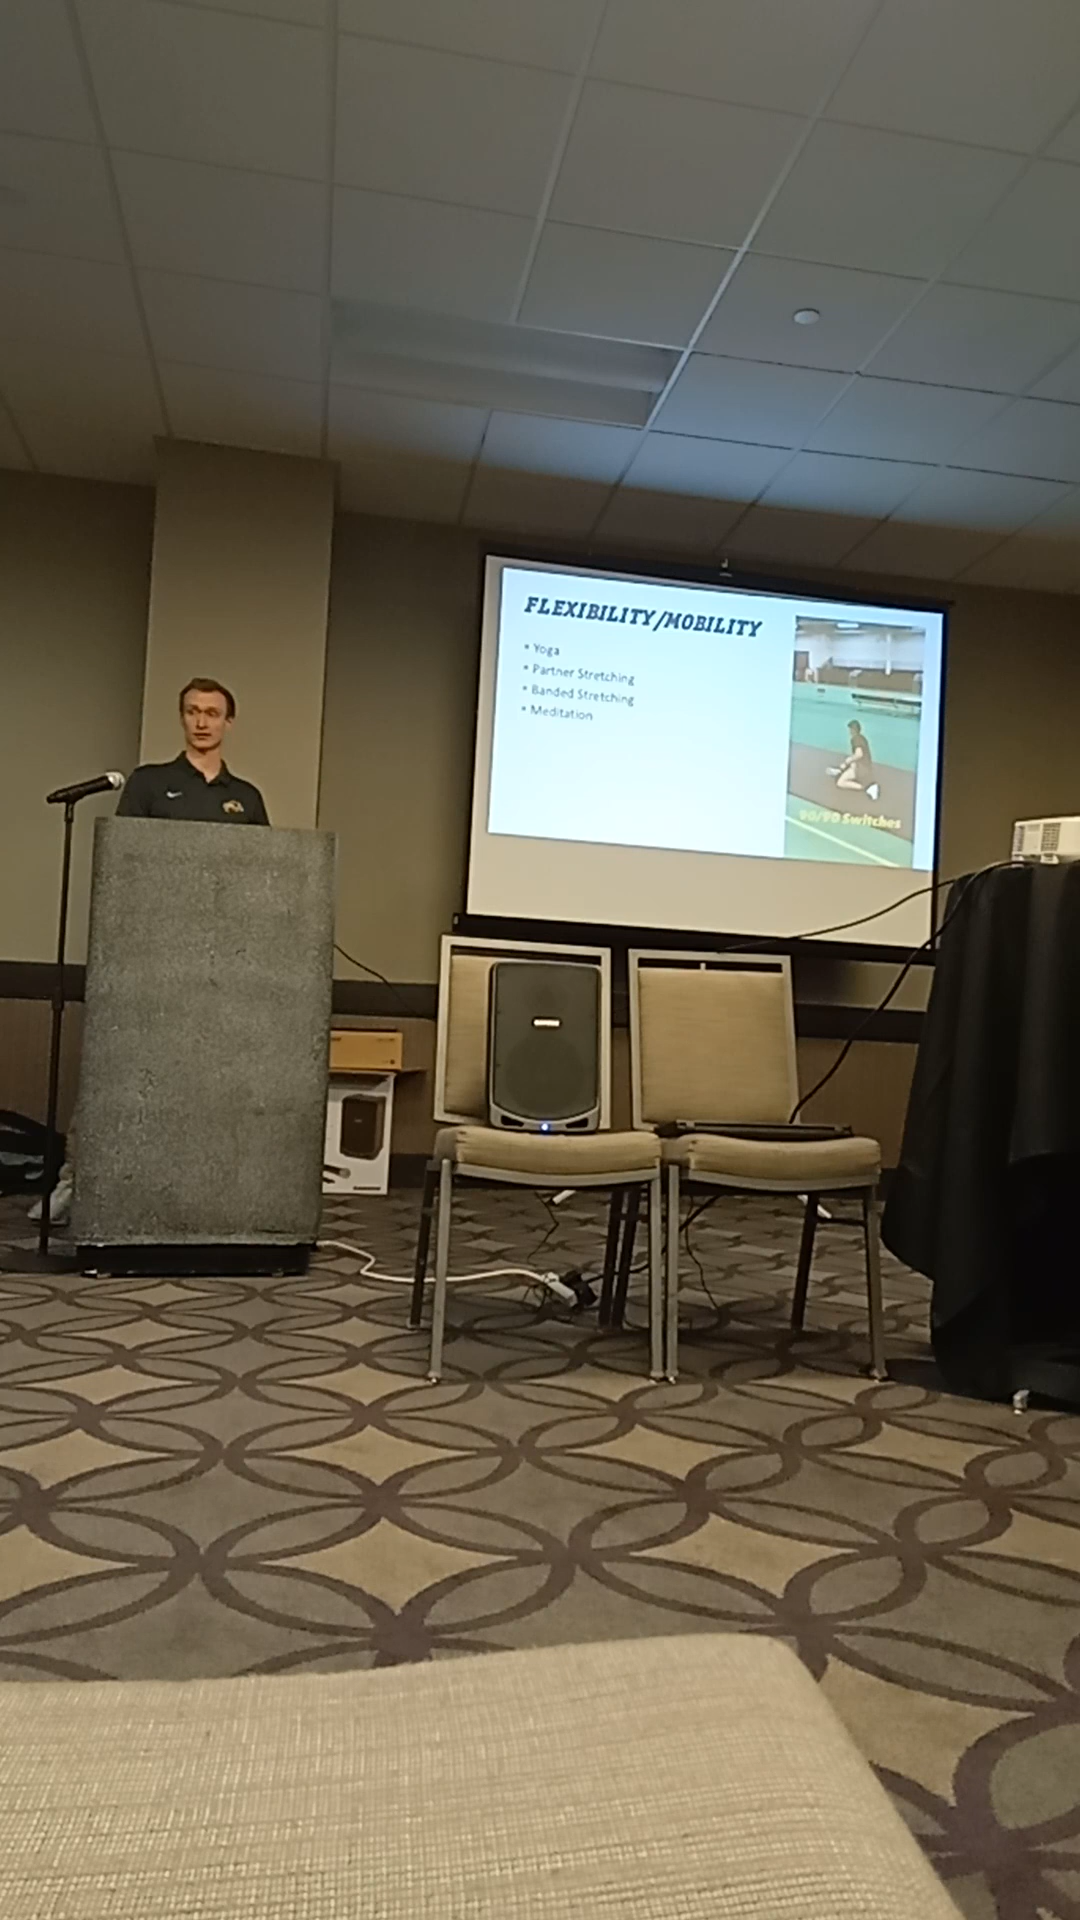 FLEXIBILITY/MOBILITY
• Yoga
• Partner Stretching
• Banded Stretching
• Meditation
90/90 Switches